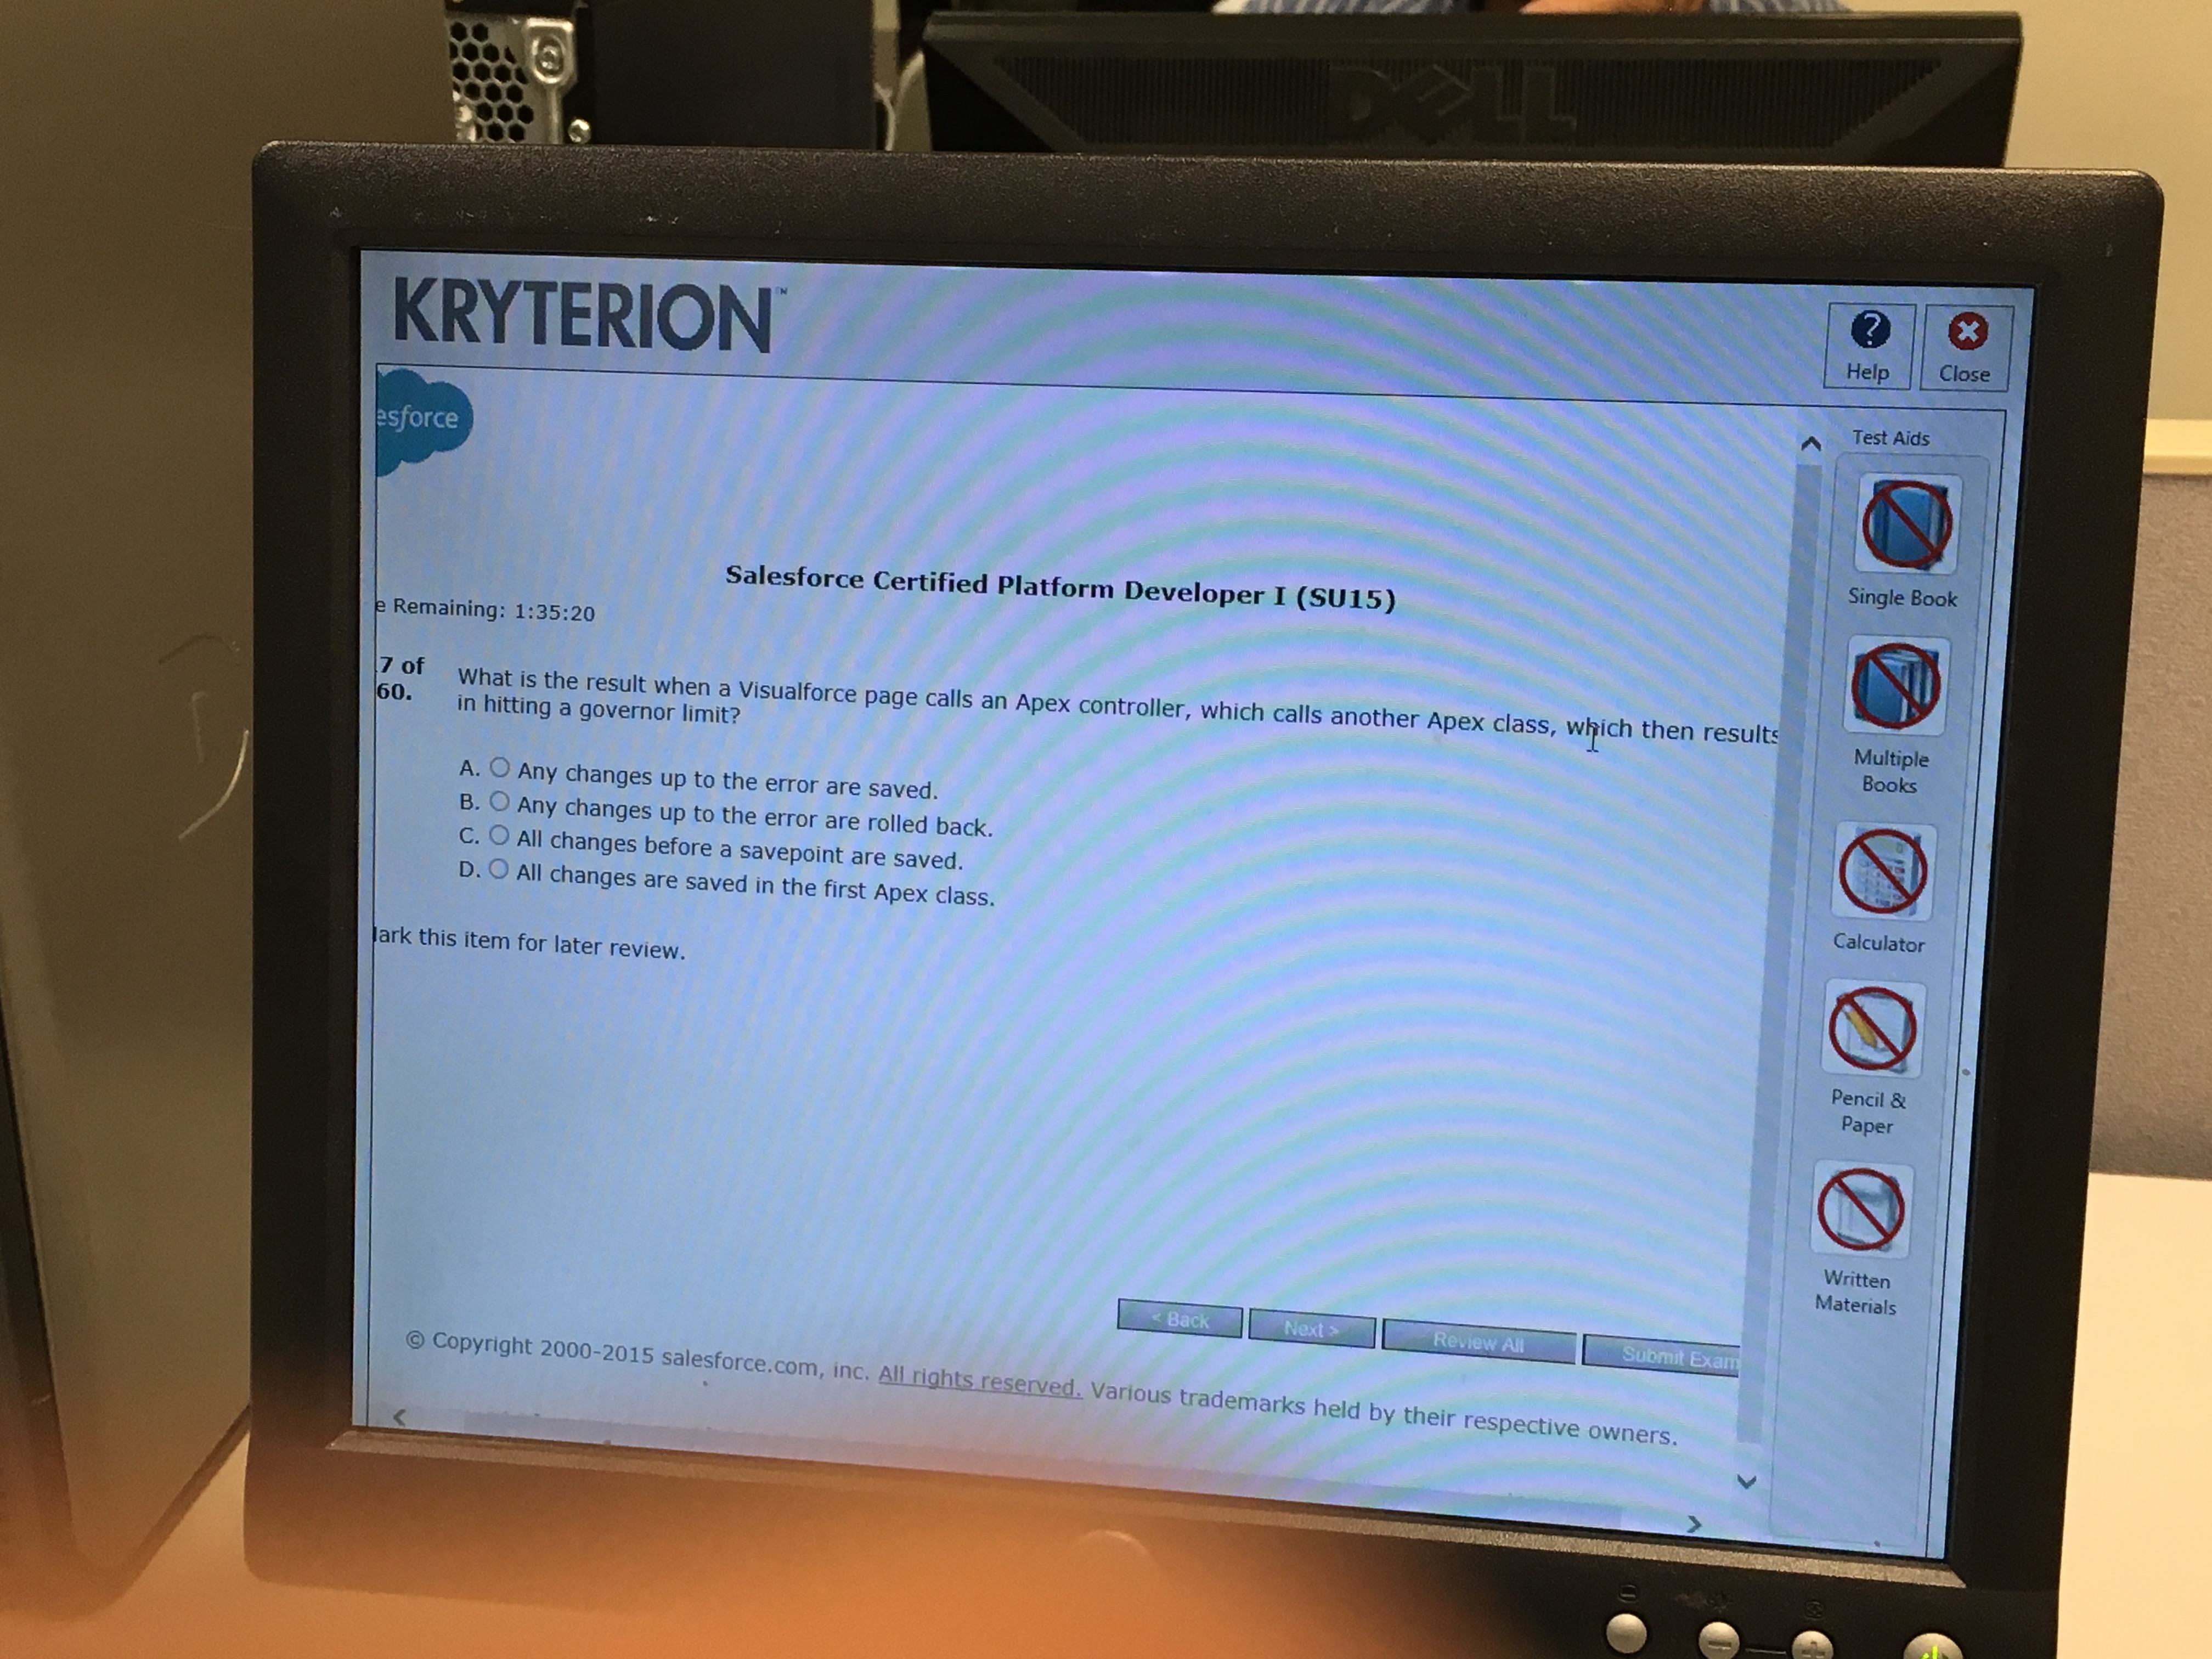 DELL
KRYTERION™
Help
Close
esforce
Test Aids
Single Book
Multiple
Books
Calculator
Pencil &
Paper
Written
Materials
Salesforce Certified Platform Developer I (SU15)
e Remaining: 1:35:20
7 of
60.
What is the result when a Visualforce page calls an Apex controller, which calls another Apex class, which then results
in hitting a governor limit?
A. Any changes up to the error are saved.
B. Any changes up to the error are rolled back.
C. All changes before a savepoint are saved.
D. All changes are saved in the first Apex class.
lark this item for later review.
< Back
Next >
Review All
Submit Exam
© Copyright 2000-2015 salesforce.com, inc. All rights reserved. Various trademarks held by their respective owners.